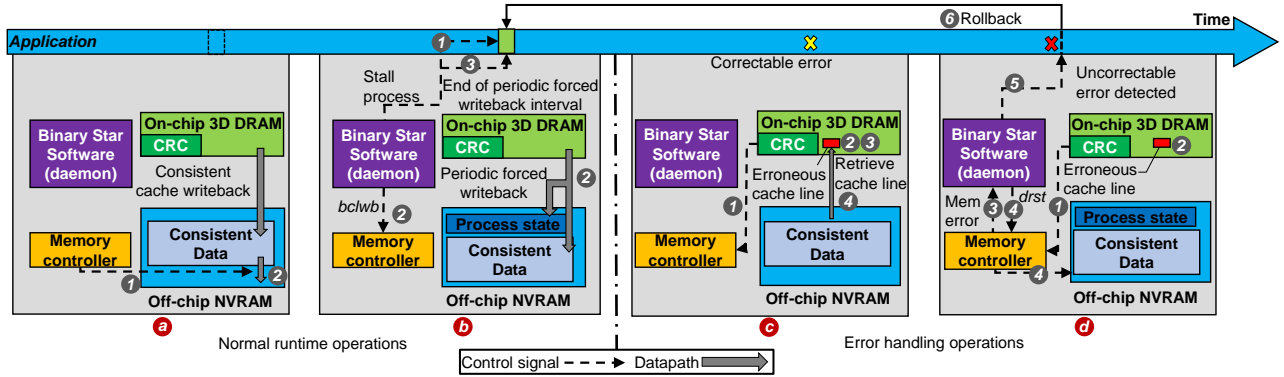 6 Rollback
Time
Application
1
3
Stall
process
End of periodic forced
writeback interval
Correctable error
5
Uncorrectable
error detected
Binary Star
Software
(daemon)
On-chip 3D DRAM
CRC
Consistent
cache writeback
Memory
controller
Consistent
Data
1
2
Off-chip NVRAM
a
Binary Star
Software
(daemon)
On-chip 3D DRAM
CRC
Periodic forced
writeback
2
bclwb
2
Process state
Memory
controller
Consistent
Data
Off-chip NVRAM
b
Binary Star
Software
(daemon)
On-chip 3D DRAM
CRC
2 3
Erroneous
cache line
Retrieve
cache line
1
4
Memory
controller
Consistent
Data
Off-chip NVRAM
c
Binary Star
Software
(daemon)
On-chip 3D DRAM
CRC
2
Erroneous
cache line
Mem
error
3
4
drst
1
Process state
Memory
controller
Consistent
Data
4
Off-chip NVRAM
d
Normal runtime operations
Error handling operations
Control signal
Datapath